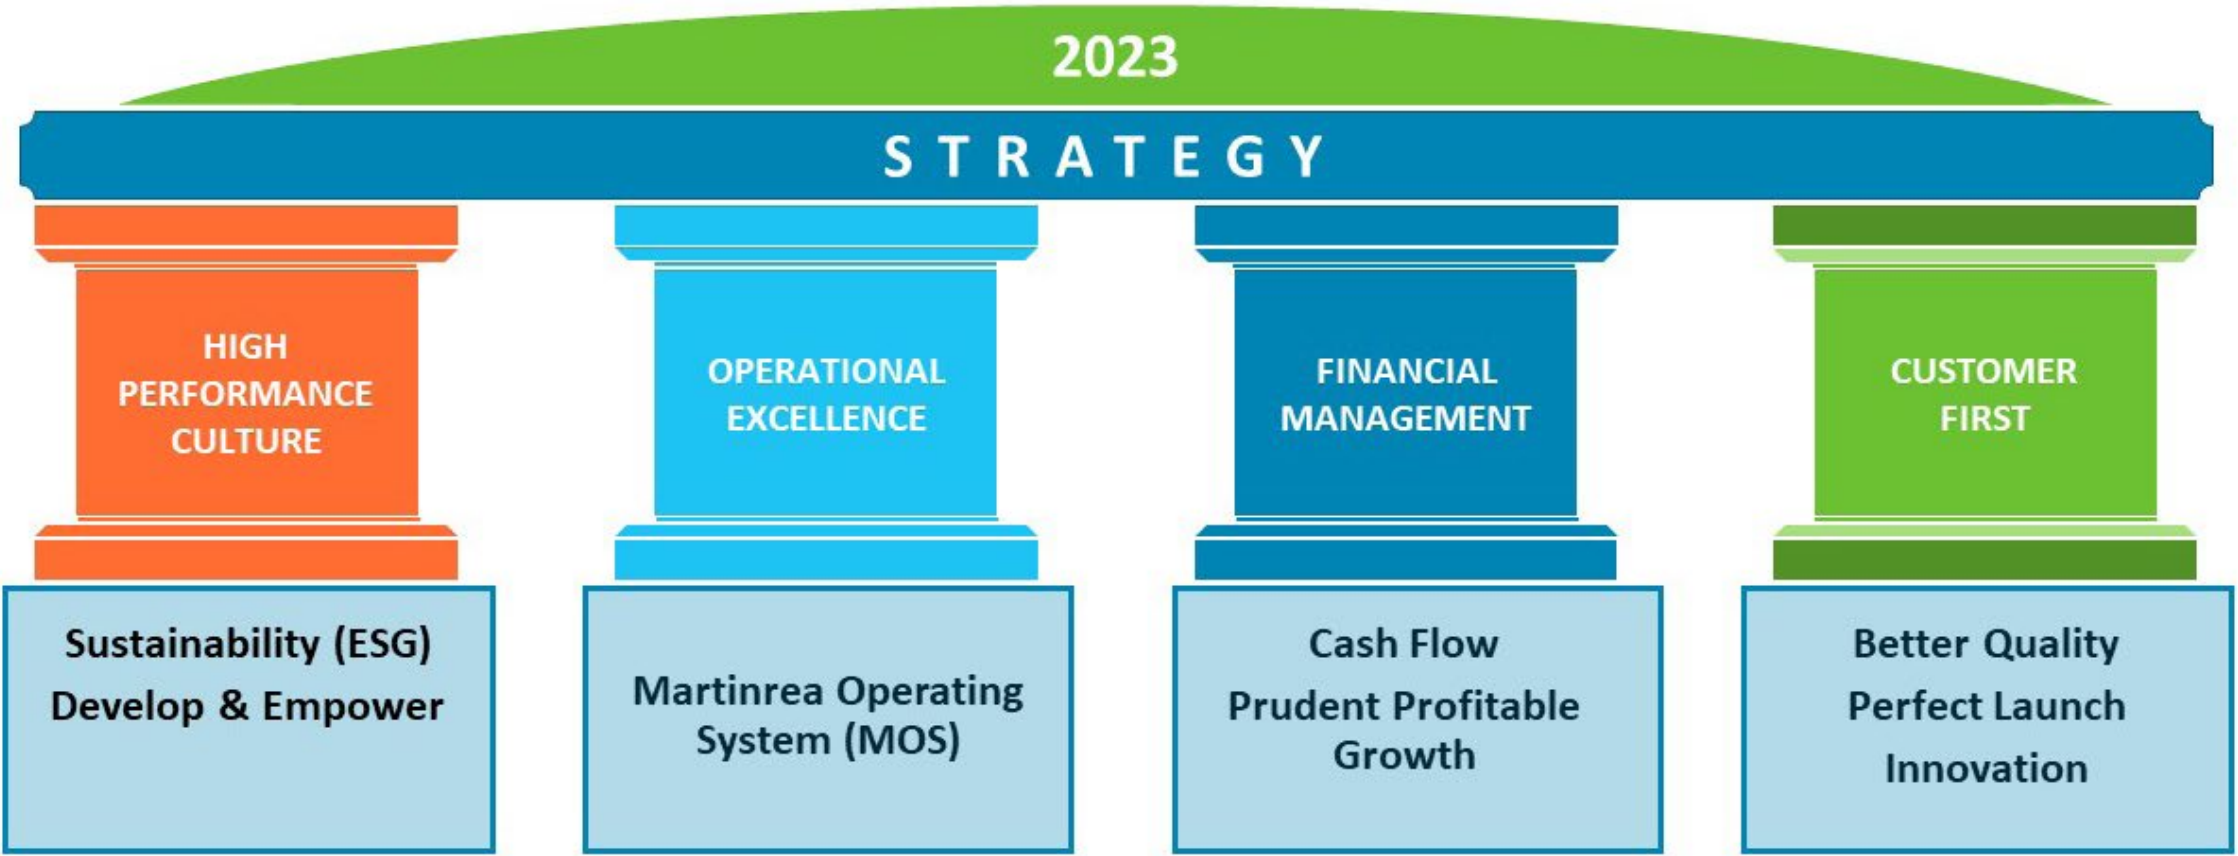 2023
STRATEGY
HIGH
PERFORMANCE
CULTURE
OPERATIONAL
EXCELLENCE
FINANCIAL
MANAGEMENT
CUSTOMER
FIRST
Sustainability (ESG)
Develop & Empower
Martinrea Operating
System (MOS)
Cash Flow
Prudent Profitable
Growth
Better Quality
Perfect Launch
Innovation